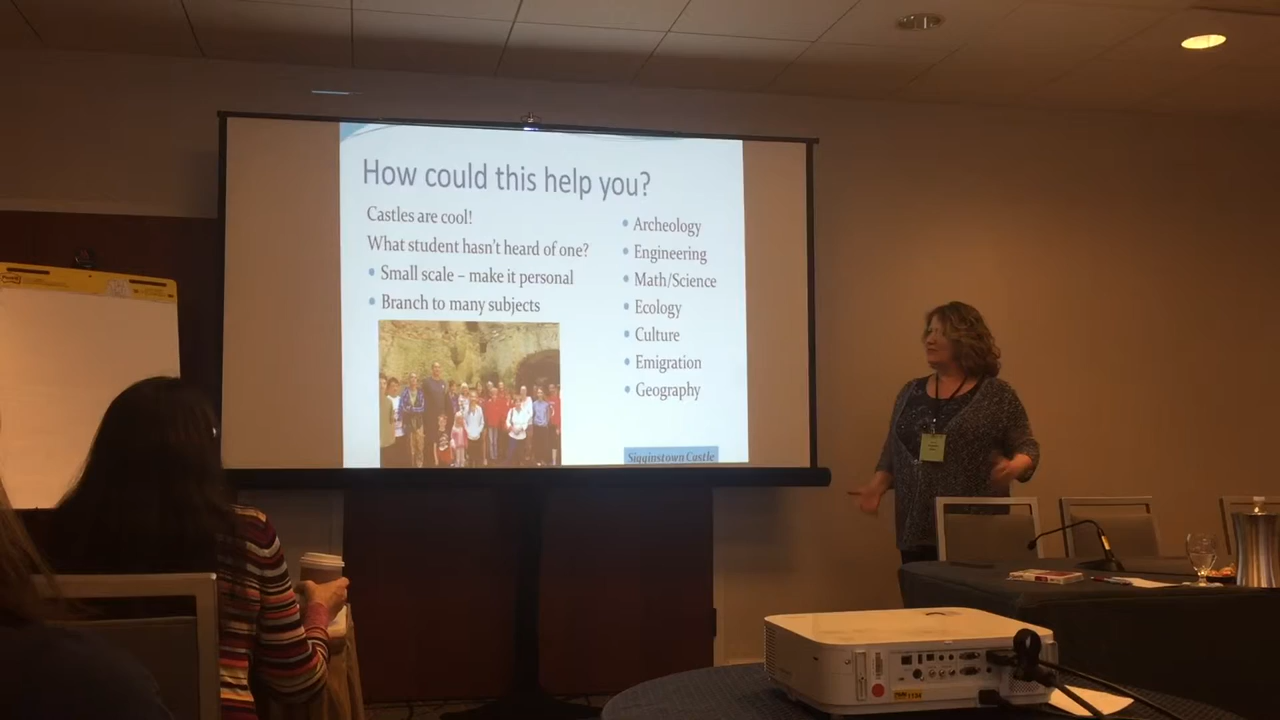 How could this help you?
Castles are cool!
What student hasn't heard of one?
• Small scale – make it personal
• Branch to many subjects
• Archeology
• Engineering
• Math/Science
• Ecology
• Culture
• Emigration
• Geography
Sigginstown Castle